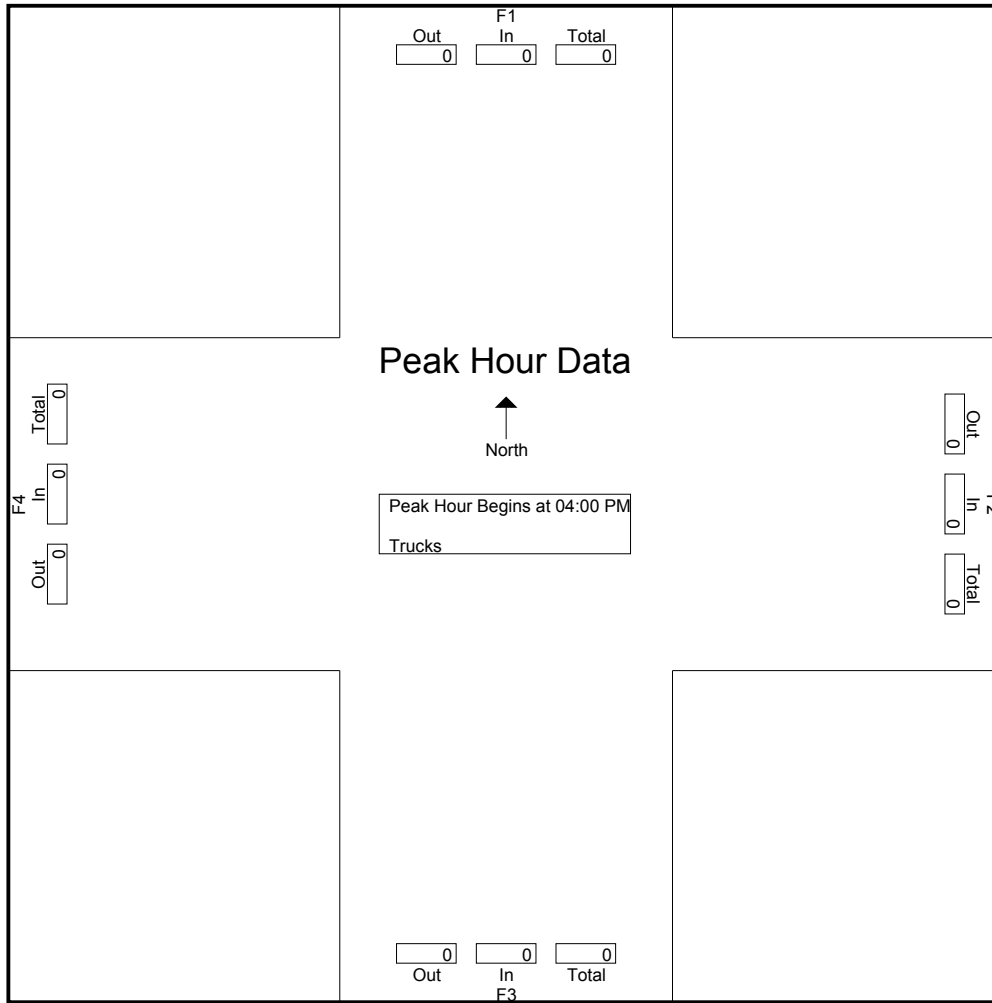 F1
Out In Total
0 0 0
Peak Hour Data
North
Peak Hour Begins at 04:00 PM
Trucks
F4
Total In Out
0 0 0
Out In Total
0 0 0
0 0 0
Out In Total
F3